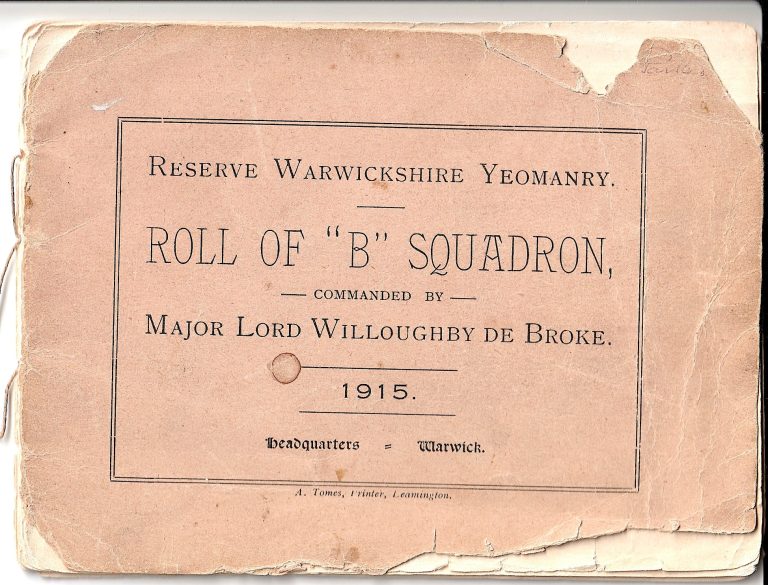 RESERVE WARWICKSHIRE YEOMANRY.
ROLL OF "B" SQUADRON,
— COMMANDED BY —
MAJOR LORD WILLOUGHBY DE BROKE.
1915.
Headquarters = Warwick.
A. Tomes, Printer, Leamington.